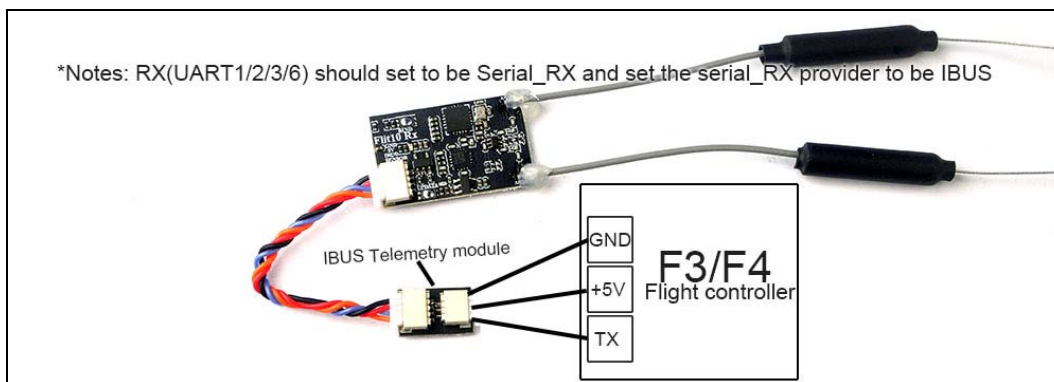 *Notes: RX(UART1/2/3/6) should set to be Serial_RX and set the serial_RX provider to be IBUS
Flit10 Rx
IBUS Telemetry module
GND
+5V
TX
F3/F4
Flight controller